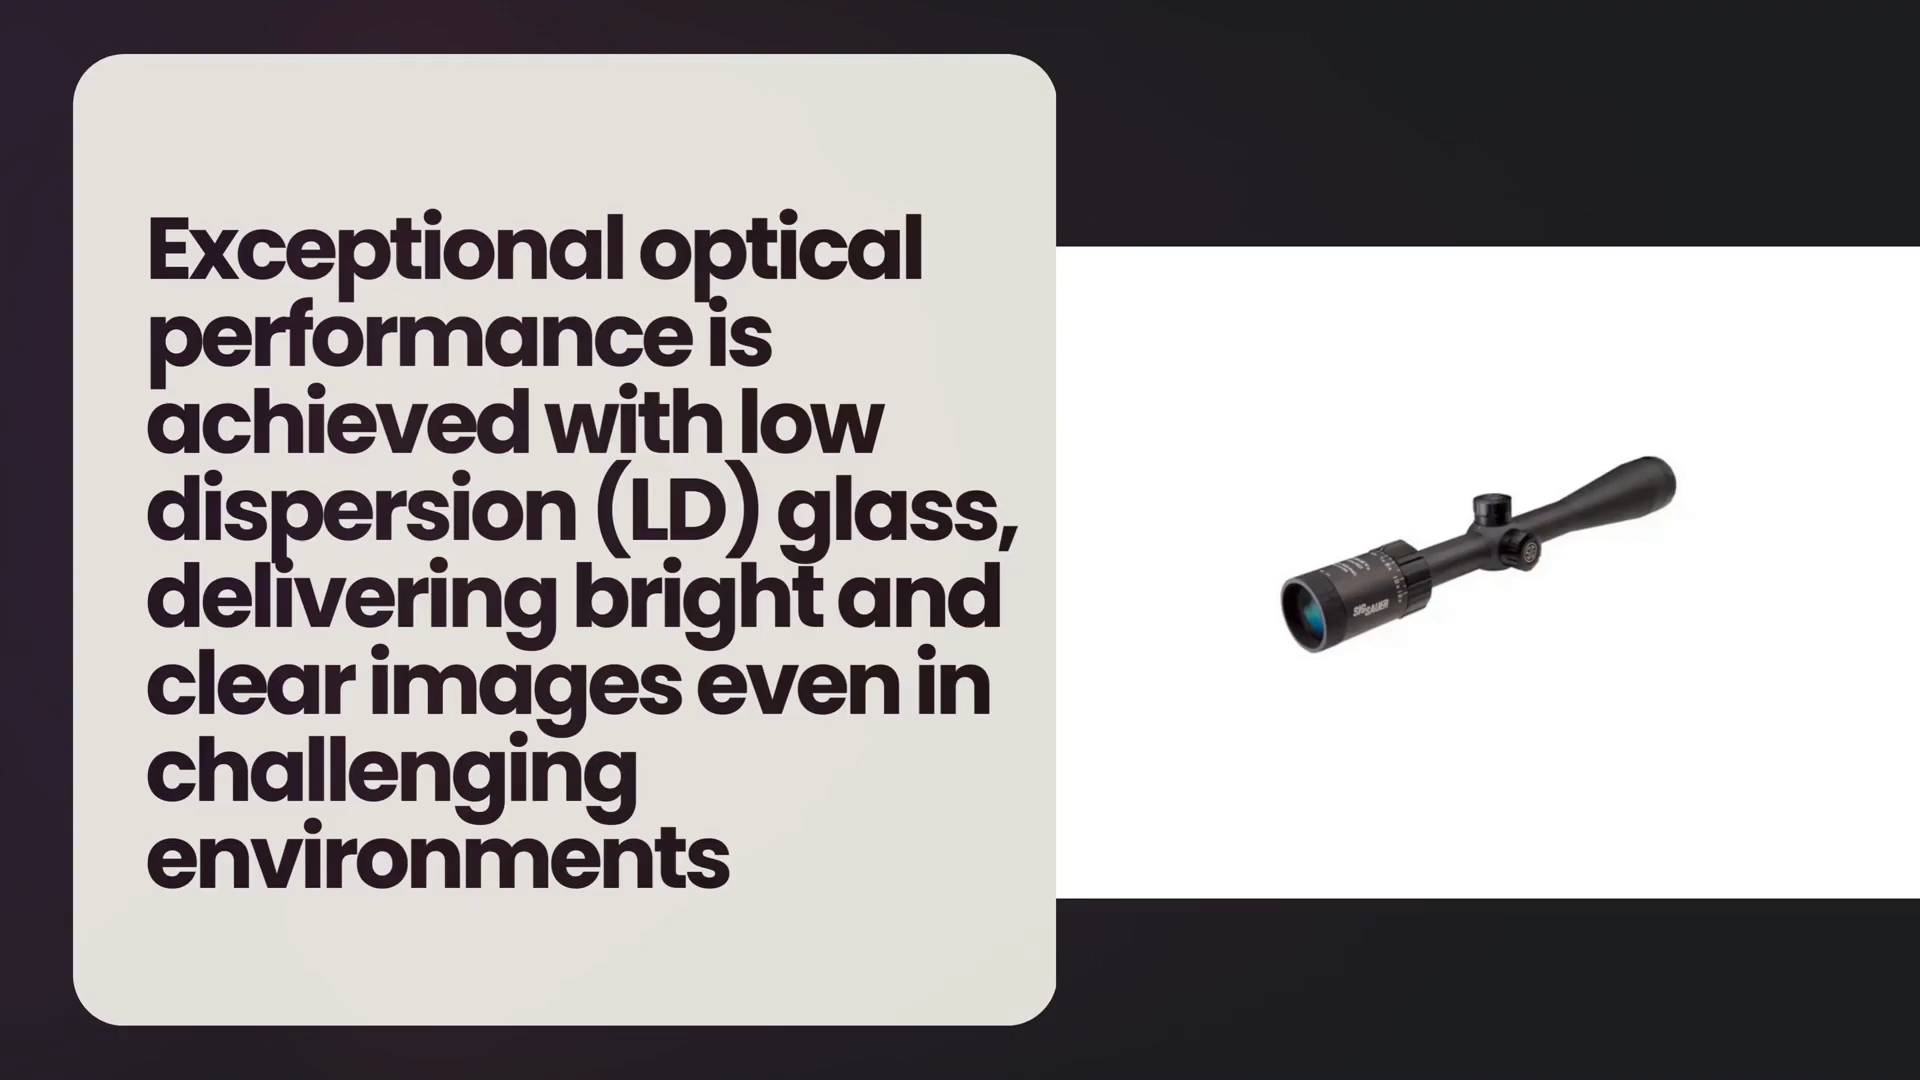 Exceptional optical
performance is
achieved with low
dispersion (LD) glass,
delivering bright and
clear images even in
challenging
environments
SIG SAUER